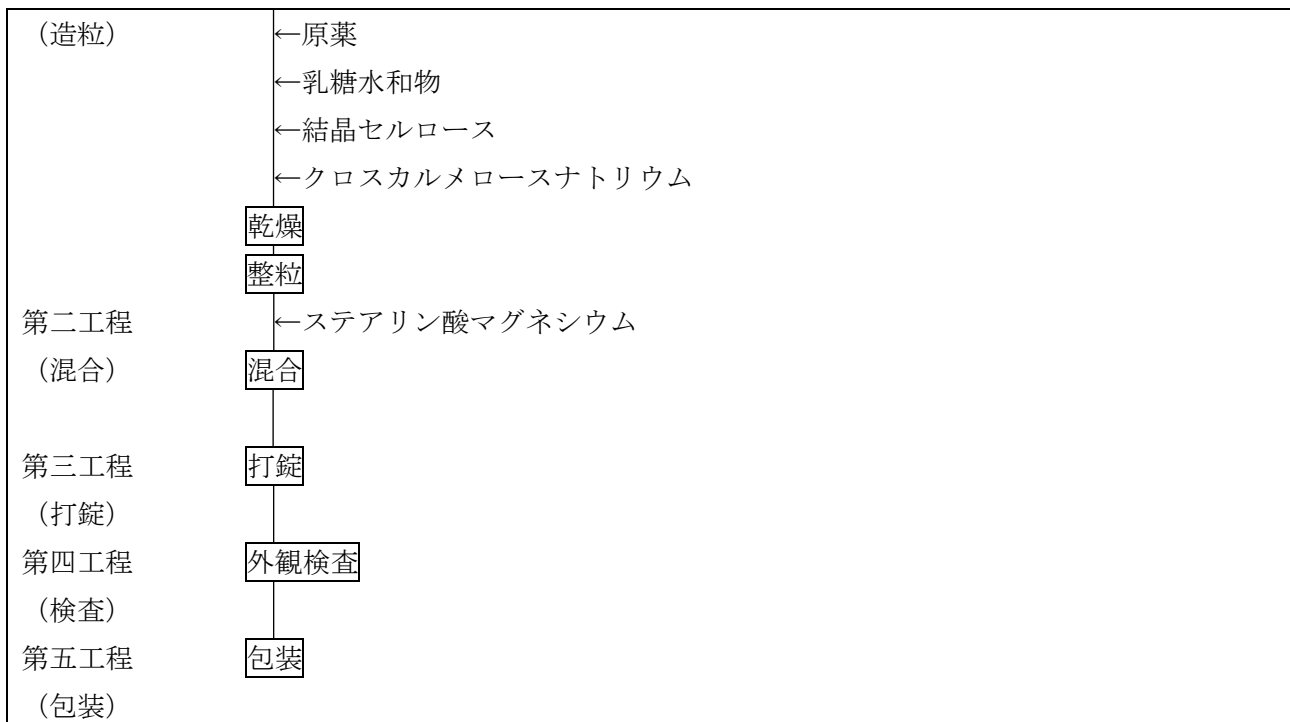 （造粒） ←原薬
←乳糖水和物
←結晶セルロース
←クロスカルメロースナトリウム
乾燥
整粒
第二工程 ←ステアリン酸マグネシウム
（混合） 混合
第三工程 打錠
（打錠）
第四工程 外観検査
（検査）
第五工程 包装
（包装）